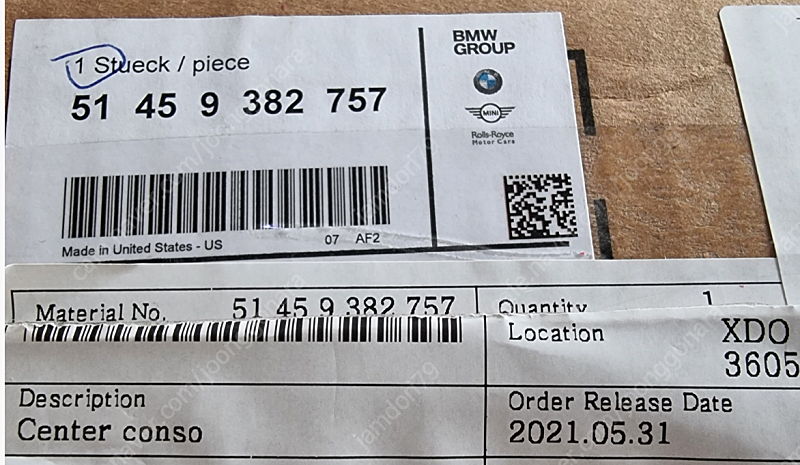 1 Stueck / piece
51 45 9 382 757
Made in United States - US
07 AF2
BMW
GROUP
MINI
Rolls-Royce
Motor Cars
Material No. 51 45 9 382 757
Quantity 1
Location XDO
3605
Description
Center conso
Order Release Date
2021.05.31